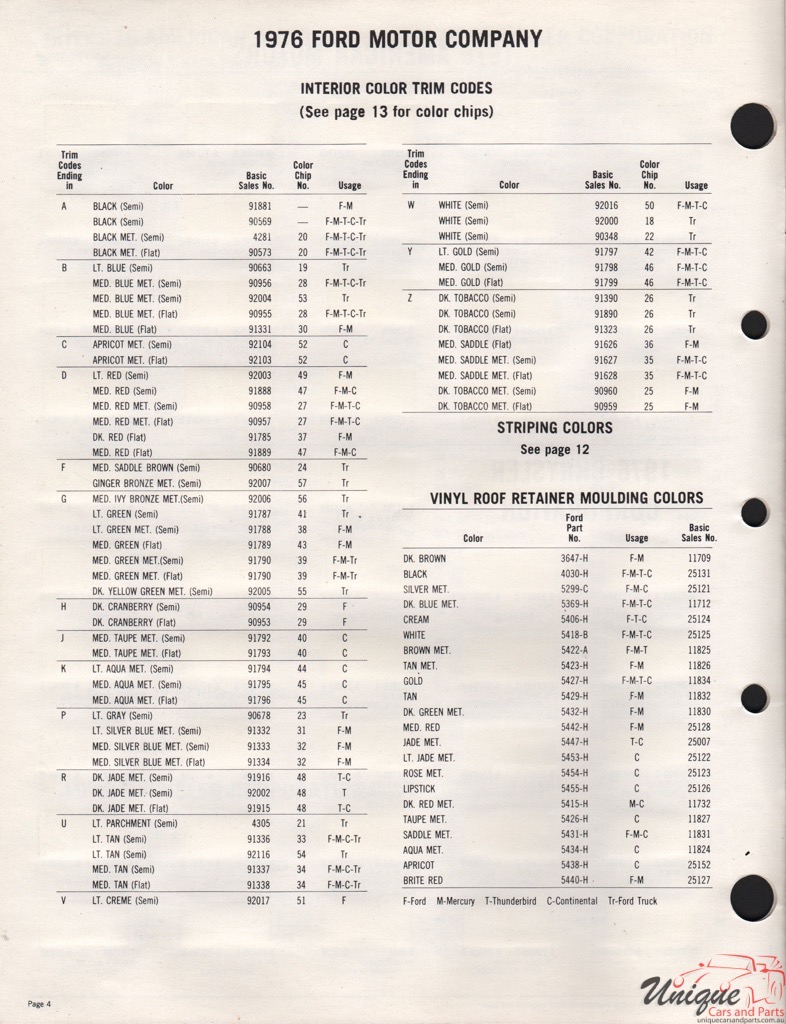 1976 FORD MOTOR COMPANY
INTERIOR COLOR TRIM CODES
(See page 13 for color chips)
Trim Codes Ending in Color Basic Sales No. Color Chip No. Usage
A BLACK (Semi) 91881 — F-M
BLACK (Semi) 90569 — F-M-T-C-Tr
BLACK MET. (Semi) 4281 20 F-M-T-C-Tr
BLACK MET. (Flat) 90573 20 F-M-T-C-Tr
B LT. BLUE (Semi) 90663 19 Tr
MED. BLUE MET. (Semi) 90956 28 F-M-T-C-Tr
MED. BLUE MET. (Semi) 92004 53 Tr
MED. BLUE MET. (Flat) 90955 28 F-M-T-C-Tr
MED. BLUE (Flat) 91331 30 F-M
C APRICOT MET. (Semi) 92104 52 C
APRICOT MET. (Flat) 92103 52 C
D LT. RED (Semi) 92003 49 F-M
MED. RED (Semi) 91888 47 F-M-C
MED. RED MET. (Semi) 90958 27 F-M-T-C
MED. RED MET. (Flat) 90957 27 F-M-T-C
DK. RED (Flat) 91785 37 F-M
MED. RED (Flat) 91889 47 F-M-C
F MED. SADDLE BROWN (Semi) 90680 24 Tr
GINGER BRONZE MET. (Semi) 92007 57 Tr
G MED. IVY BRONZE MET.(Semi) 92006 56 Tr
LT. GREEN (Semi) 91787 41 Tr
LT. GREEN MET. (Semi) 91788 38 F-M
MED. GREEN (Flat) 91789 43 F-M
MED. GREEN MET.(Semi) 91790 39 F-M-Tr
MED. GREEN MET. (Flat) 91790 39 F-M-Tr
DK. YELLOW GREEN MET. (Semi) 92005 55 Tr
H DK. CRANBERRY (Semi) 90954 29 F
DK. CRANBERRY (Flat) 90953 29 F
J MED. TAUPE MET. (Semi) 91792 40 C
MED. TAUPE MET. (Flat) 91793 40 C
K LT. AQUA MET. (Semi) 91794 44 C
MED. AQUA MET. (Semi) 91795 45 C
MED. AQUA MET. (Flat) 91796 45 C
P LT. GRAY (Semi) 90678 23 Tr
LT. SILVER BLUE MET. (Semi) 91332 31 F-M
MED. SILVER BLUE MET. (Semi) 91333 32 F-M
MED. SILVER BLUE MET. (Flat) 91334 32 F-M
R DK. JADE MET. (Semi) 91916 48 T-C
DK. JADE MET. (Semi) 92002 48 T
DK. JADE MET. (Flat) 91915 48 T-C
U LT. PARCHMENT (Semi) 4305 21 Tr
LT. TAN (Semi) 91336 33 F-M-C-Tr
LT. TAN (Semi) 92116 54 Tr
MED. TAN (Semi) 91337 34 F-M-C-Tr
MED. TAN (Flat) 91338 34 F-M-C-Tr
V LT. CREME (Semi) 92017 51 F
Trim Codes Ending in Color Basic Sales No. Color Chip No. Usage
W WHITE (Semi) 92016 50 F-M-T-C
WHITE (Semi) 92000 18 Tr
WHITE (Semi) 90348 22 Tr
Y LT. GOLD (Semi) 91797 42 F-M-T-C
MED. GOLD (Semi) 91798 46 F-M-T-C
MED. GOLD (Flat) 91799 46 F-M-T-C
Z DK. TOBACCO (Semi) 91390 26 Tr
DK. TOBACCO (Semi) 91890 26 Tr
DK. TOBACCO (Flat) 91323 26 Tr
MED. SADDLE (Flat) 91626 36 F-M
MED. SADDLE MET. (Semi) 91627 35 F-M-T-C
MED. SADDLE MET. (Flat) 91628 35 F-M-T-C
DK. TOBACCO MET. (Semi) 90960 25 F-M
DK. TOBACCO MET. (Flat) 90959 25 F-M
STRIPING COLORS
See page 12
VINYL ROOF RETAINER MOULDING COLORS
Color Ford Part No. Usage Basic Sales No.
DK. BROWN 3647-H F-M 11709
BLACK 4030-H F-M-T-C 25131
SILVER MET. 5299-C F-M-C 25121
DK. BLUE MET. 5369-H F-M-T-C 11712
CREAM 5406-H F-T-C 25124
WHITE 5418-B F-M-T-C 25125
BROWN MET. 5422-A F-M-T 11825
TAN MET. 5423-H F-M 11826
GOLD 5427-H F-M-T-C 11834
TAN 5429-H F-M 11832
DK. GREEN MET. 5432-H F-M 11830
MED. RED 5442-H F-M 25128
JADE MET. 5447-H T-C 25007
LT. JADE MET. 5453-H C 25122
ROSE MET. 5454-H C 25123
LIPSTICK 5455-H C 25126
DK. RED MET. 5415-H M-C 11732
TAUPE MET. 5426-H C 11827
SADDLE MET. 5431-H F-M-C 11831
AQUA MET. 5434-H C 11824
APRICOT 5438-H C 25152
BRITE RED 5440-H F-M 25127
F-Ford M-Mercury T-Thunderbird C-Continental Tr-Ford Truck
Page 4
Unique
Cars and Parts
uniquecarsandparts.com.au